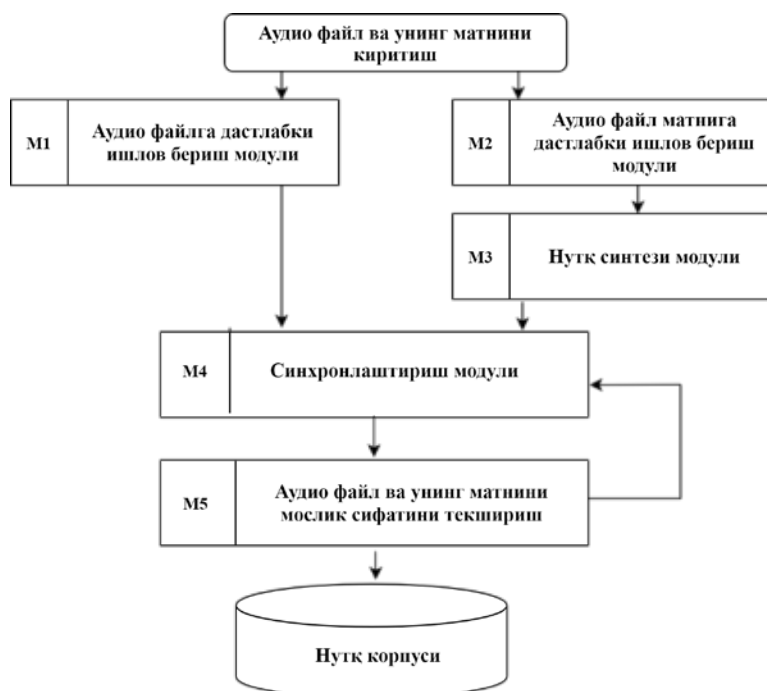 Аудио файл ва унинг матнини
киритиш
М1
Аудио файлга дастлабки
ишлов бериш модули
М2
Аудио файл матнига
дастлабки ишлов бериш
модули
М3
Нутқ синтези модули
М4
Синхронлаштириш модули
М5
Аудио файл ва унинг матнини
мослик сифатини текшириш
Нутқ корпуси